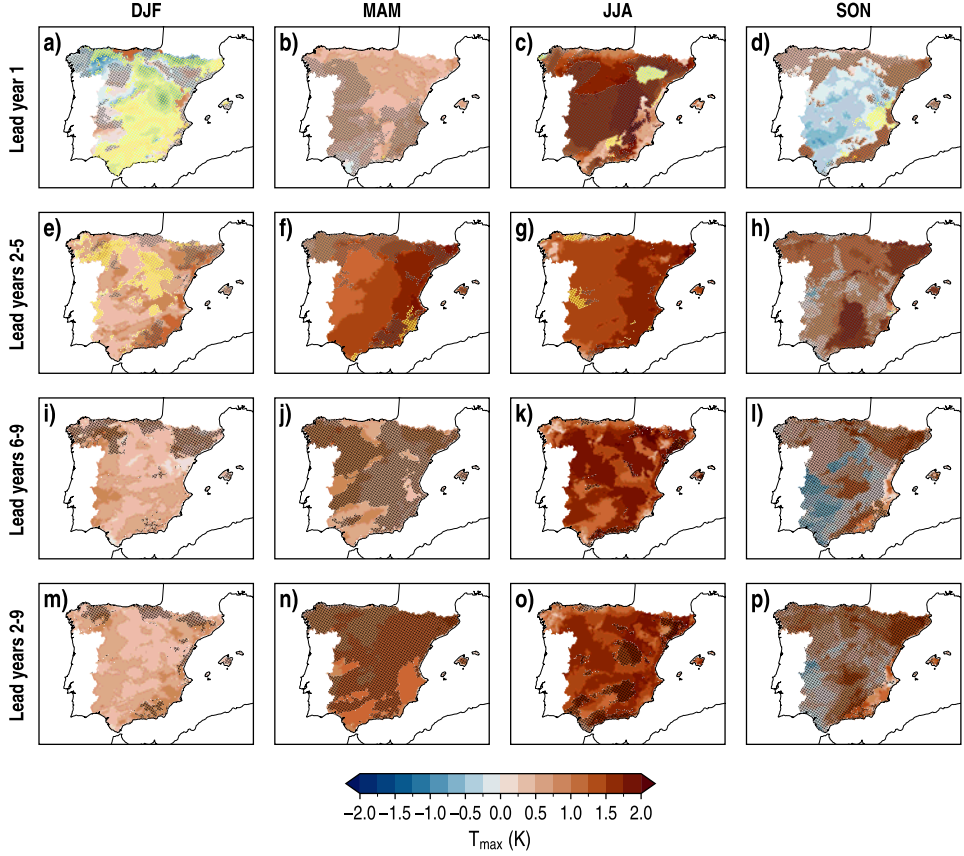 DJF MAM JJA SON
Lead year 1
a) b) c) d)
Lead years 2-5
e) f) g) h)
Lead years 6-9
i) j) k) l)
Lead years 2-9
m) n) o) p)
−2.0 −1.5 −1.0 −0.5 0.0 0.5 1.0 1.5 2.0
Tmax (K)